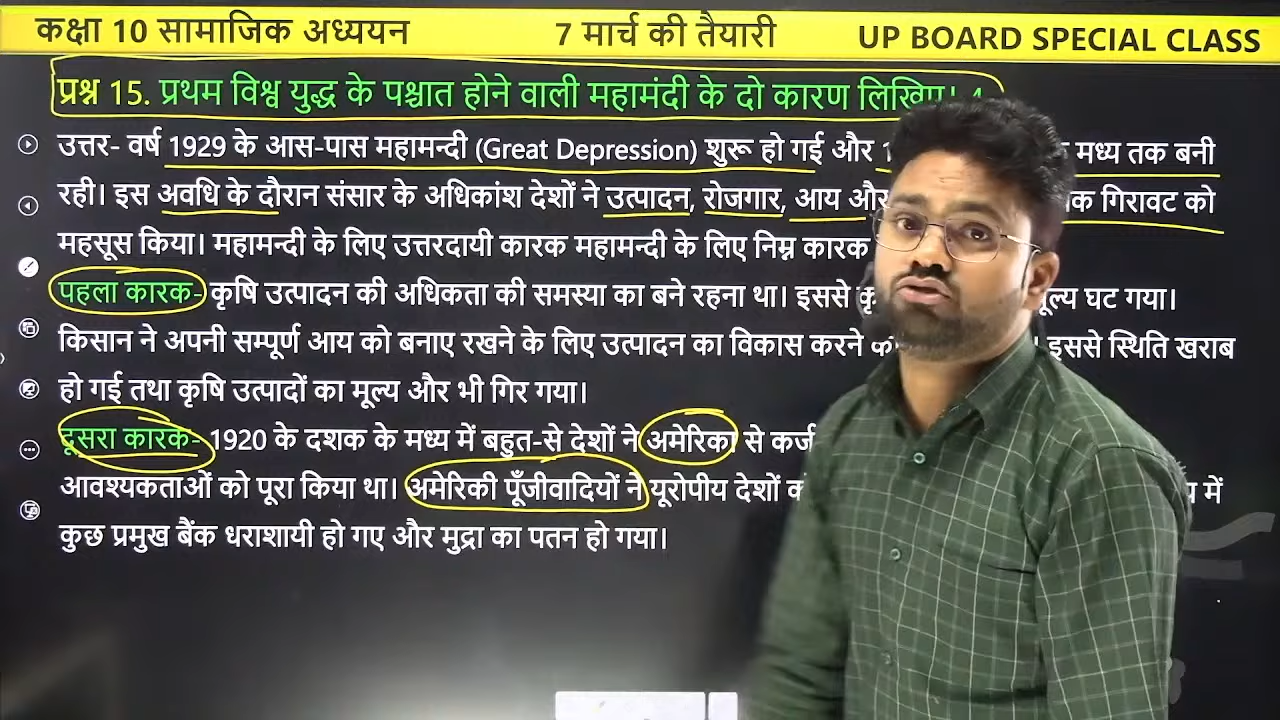 कक्षा 10 सामाजिक अध्ययन 7 मार्च की तैयारी UP BOARD SPECIAL CLASS
प्रश्न 15. प्रथम विश्व युद्ध के पश्चात होने वाली महामंदी के दो कारण लिखिए।
उत्तर- वर्ष 1929 के आस-पास महामन्दी (Great Depression) शुरू हो गई और मध्य तक बनी
रही। इस अवधि के दौरान संसार के अधिकांश देशों ने उत्पादन, रोजगार, आय और गिरावट को
महसूस किया। महामन्दी के लिए उत्तरदायी कारक महामन्दी के लिए निम्न कारक
पहला कारक- कृषि उत्पादन की अधिकता की समस्या का बने रहना था। इससे घट गया।
किसान ने अपनी सम्पूर्ण आय को बनाए रखने के लिए उत्पादन का विकास करने इससे स्थिति खराब
हो गई तथा कृषि उत्पादों का मूल्य और भी गिर गया।
दूसरा कारक- 1920 के दशक के मध्य में बहुत-से देशों ने अमेरिका से कर्ज
आवश्यकताओं को पूरा किया था। अमेरिकी पूँजीवादियों ने यूरोपीय देशों में
कुछ प्रमुख बैंक धराशायी हो गए और मुद्रा का पतन हो गया।